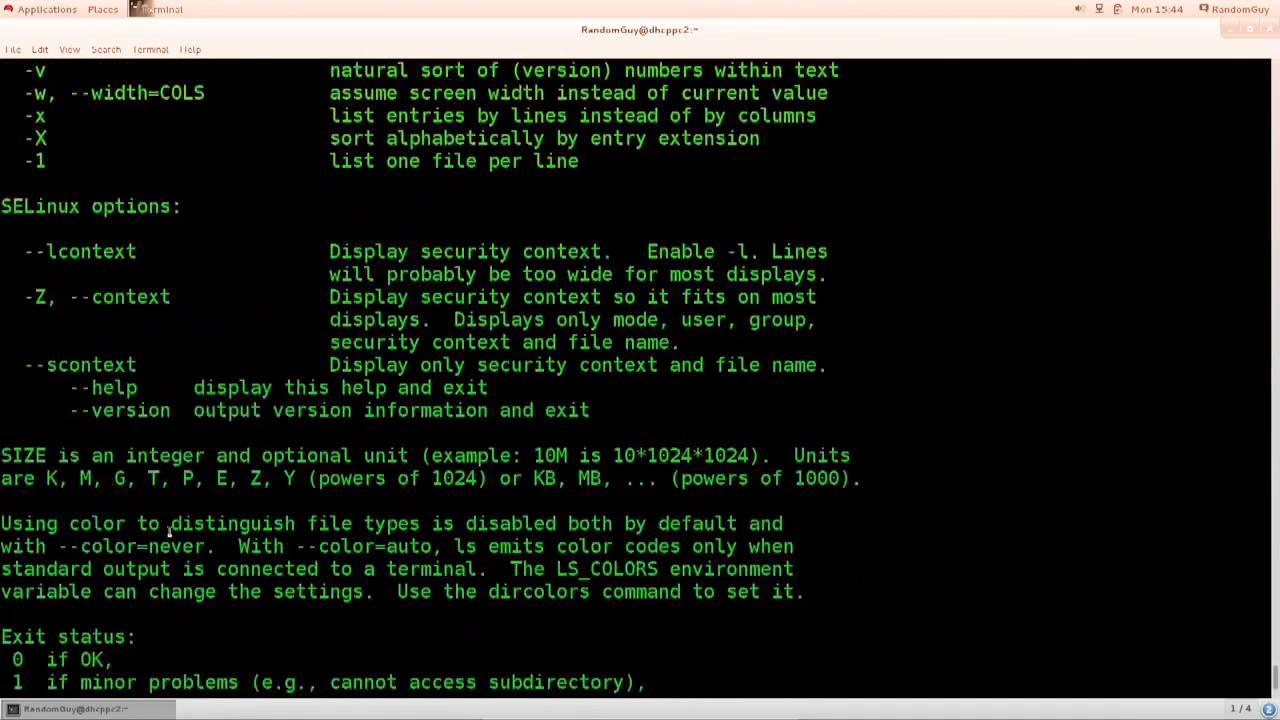 Applications Places Terminal Mon 15:44 RandomGuy
RandomGuy@dhcppc2:~
File Edit View Search Terminal Help
-v natural sort of (version) numbers within text
-w, --width=COLS assume screen width instead of current value
-x list entries by lines instead of by columns
-X sort alphabetically by entry extension
-1 list one file per line
SELinux options:
--lcontext Display security context. Enable -l. Lines
will probably be too wide for most displays.
-Z, --context Display security context so it fits on most
displays. Displays only mode, user, group,
security context and file name.
--scontext Display only security context and file name.
--help display this help and exit
--version output version information and exit
SIZE is an integer and optional unit (example: 10M is 10*1024*1024). Units
are K, M, G, T, P, E, Z, Y (powers of 1024) or KB, MB, ... (powers of 1000).
Using color to distinguish file types is disabled both by default and
with --color=never. With --color=auto, ls emits color codes only when
standard output is connected to a terminal. The LS_COLORS environment
variable can change the settings. Use the dircolors command to set it.
Exit status:
0 if OK,
1 if minor problems (e.g., cannot access subdirectory),
RandomGuy@dhcppc2:~ 1 / 4 2